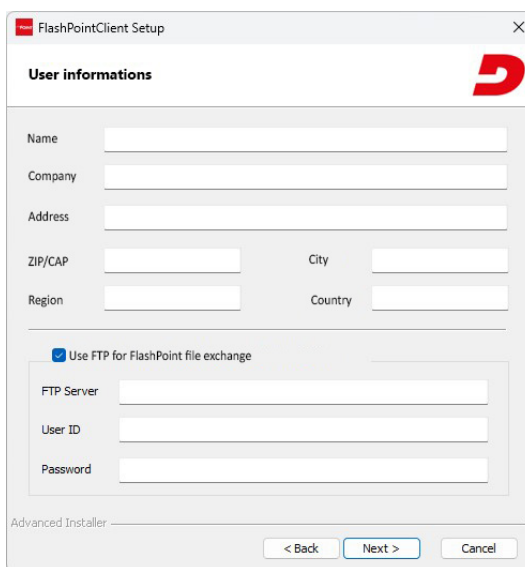 FlashPointClient Setup
User informations
Name
Company
Address
ZIP/CAP City
Region Country
Use FTP for FlashPoint file exchange
FTP Server
User ID
Password
Advanced Installer
< Back Next > Cancel